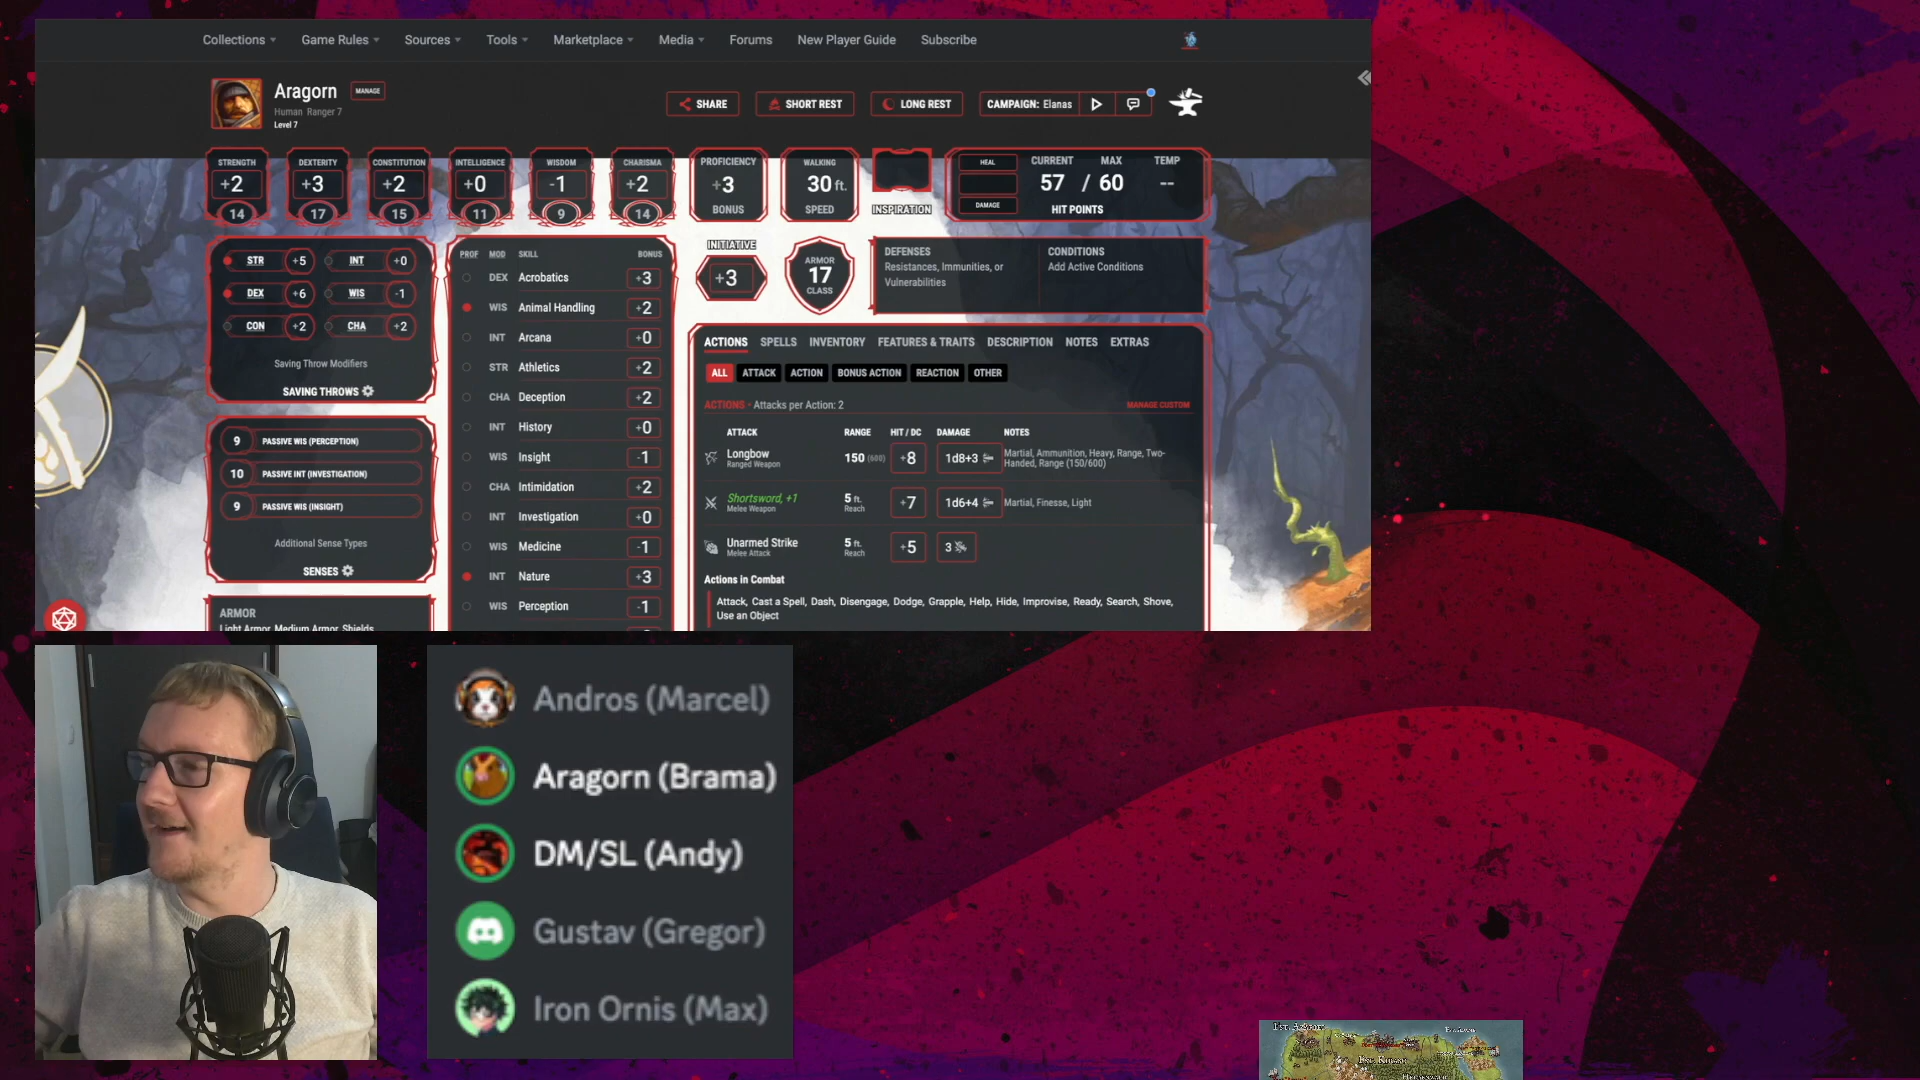 Collections Game Rules Sources Tools Marketplace Media Forums New Player Guide Subscribe
Aragorn MANAGE
Human Ranger 7
Level 7
SHARE SHORT REST LONG REST CAMPAIGN: Elanas
STRENGTH DEXTERITY CONSTITUTION INTELLIGENCE WISDOM CHARISMA
+2 +3 +2 +0 -1 +2
14 17 15 11 9 14
PROFICIENCY
+3
BONUS
WALKING
30 ft.
SPEED
INSPIRATION
HEAL
DAMAGE
CURRENT MAX TEMP
57 / 60 --
HIT POINTS
STR +5 INT +0
DEX +6 WIS -1
CON +2 CHA +2
Saving Throw Modifiers
SAVING THROWS
9 PASSIVE WIS (PERCEPTION)
10 PASSIVE INT (INVESTIGATION)
9 PASSIVE WIS (INSIGHT)
Additional Sense Types
SENSES
ARMOR
Light Armor, Medium Armor, Shields
PROF MOD SKILL BONUS
DEX Acrobatics +3
WIS Animal Handling +2
INT Arcana +0
STR Athletics +2
CHA Deception +2
INT History +0
WIS Insight -1
CHA Intimidation +2
INT Investigation +0
WIS Medicine -1
INT Nature +3
WIS Perception -1
INITIATIVE
+3
ARMOR
17
CLASS
DEFENSES
Resistances, Immunities, or
Vulnerabilities
CONDITIONS
Add Active Conditions
ACTIONS SPELLS INVENTORY FEATURES & TRAITS DESCRIPTION NOTES EXTRAS
ALL ATTACK ACTION BONUS ACTION REACTION OTHER
ACTIONS • Attacks per Action: 2 MANAGE CUSTOM
ATTACK RANGE HIT / DC DAMAGE NOTES
Longbow
Ranged Weapon
150 (600) +8 1d8+3
Martial, Ammunition, Heavy, Range, Two-
Handed, Range (150/600)
Shortsword, +1
Melee Weapon
5 ft.
Reach
+7 1d6+4 Martial, Finesse, Light
Unarmed Strike
Melee Attack
5 ft.
Reach
+5 3
Actions in Combat
Attack, Cast a Spell, Dash, Disengage, Dodge, Grapple, Help, Hide, Improvise, Ready, Search, Shove,
Use an Object
Andros (Marcel)
Aragorn (Brama)
DM/SL (Andy)
Gustav (Gregor)
Iron Ornis (Max)